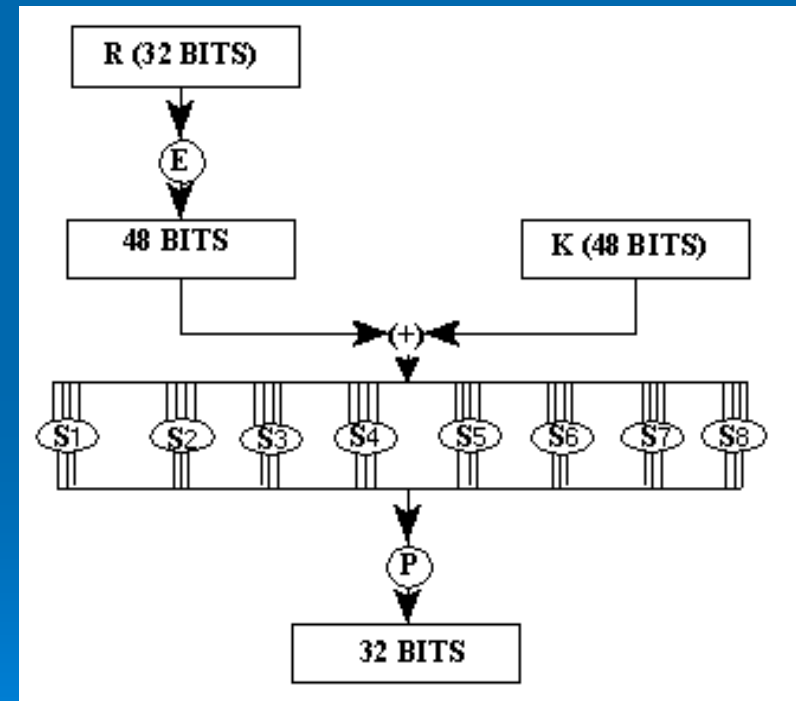 R (32 BITS)
E
48 BITS
K (48 BITS)
(+)
S1 S2 S3 S4 S5 S6 S7 S8
P
32 BITS